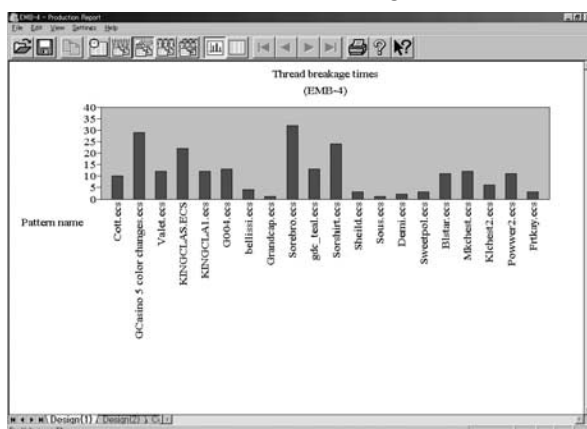 EMB-4 - Production Report
File Edit View Settings Help
Thread breakage times
(EMB-4)
40
35
30
25
20
15
10
5
0
Pattern name
Cott.ecs
GCasino 5 color changes.ecs
Valet.ecs
KINGCLAS.ECS
KINGCLA1.ecs
G004.ecs
bellissi.ecs
Grandcap.ecs
Sorebro.ecs
gdc_teal.ecs
Sorshirt.ecs
Sheild.ecs
Sous.ecs
Demi.ecs
Sweetpol.ecs
Blstar.ecs
Mkchest.ecs
Klchest2.ecs
Powwer2.ecs
Frtkay.ecs
Design(1) Design(2)